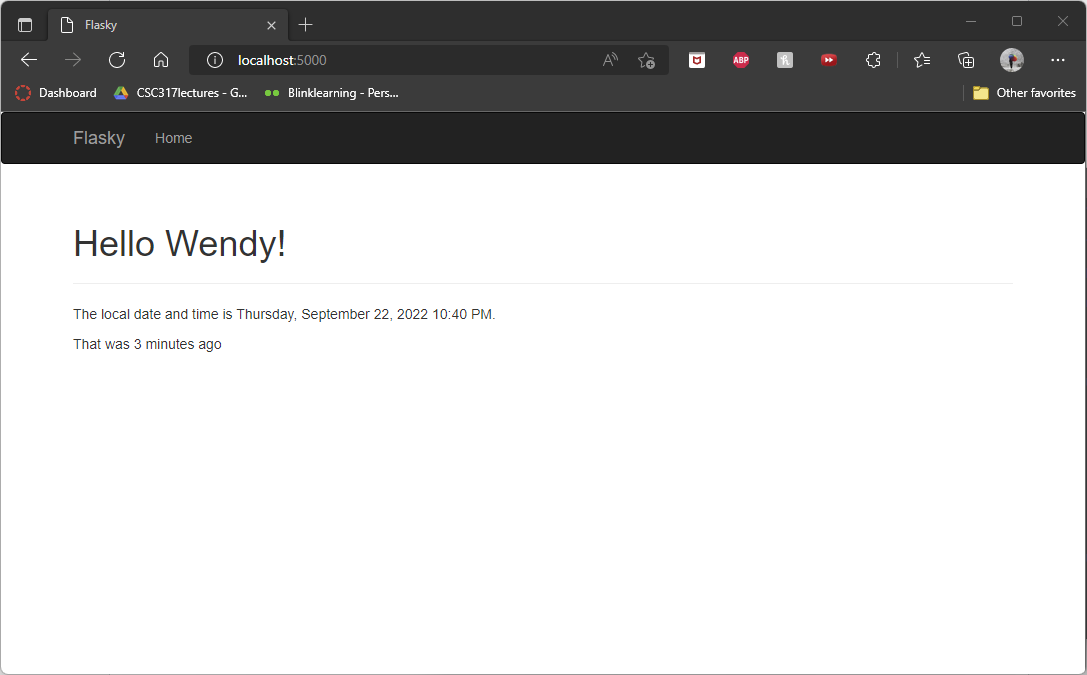 Flasky
localhost:5000
ABP
Dashboard
CSC317lectures - G...
Blinklearning - Pers...
Other favorites
Flasky Home
Hello Wendy!
The local date and time is Thursday, September 22, 2022 10:40 PM.
That was 3 minutes ago